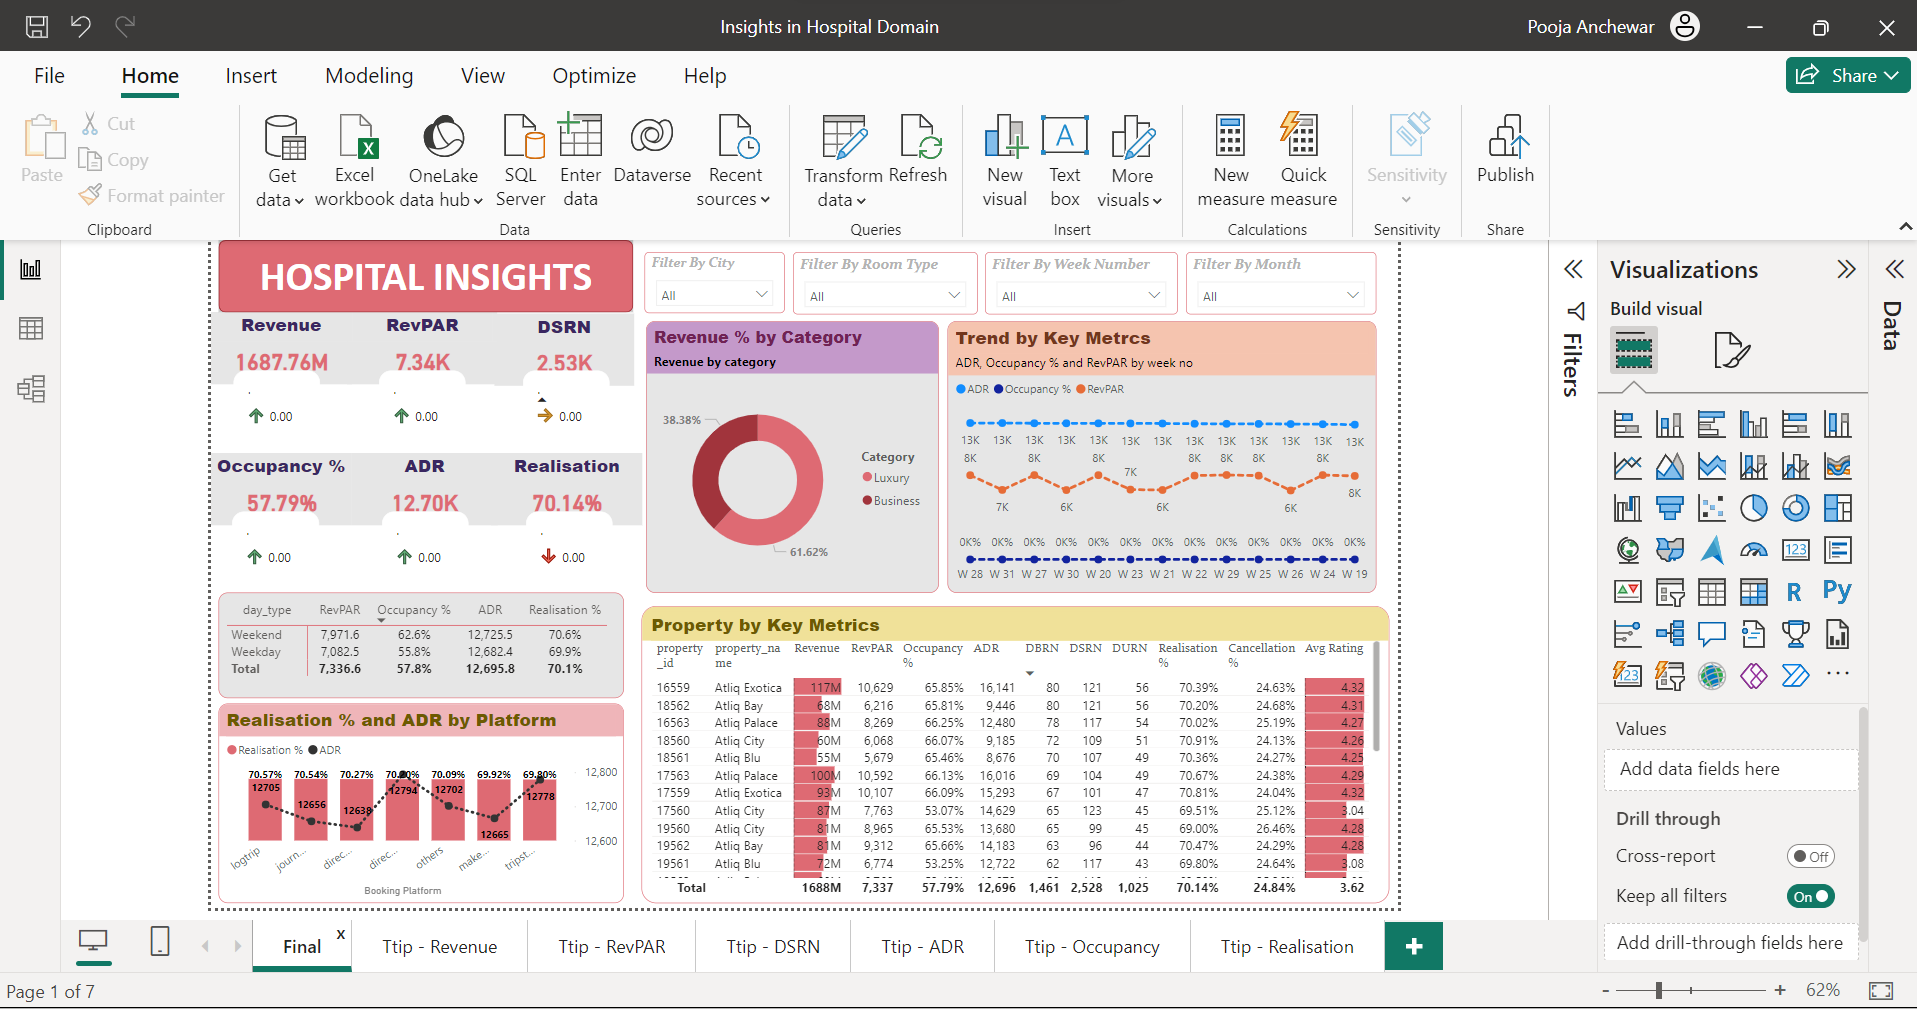 Insights in Hospital Domain
Pooja Anchewar
File Home Insert Modeling View Optimize Help
Share
Paste
Cut
Copy
Format painter
Clipboard
Get data
Excel workbook
OneLake data hub
SQL Server
Enter data
Dataverse
Recent sources
Data
Transform data
Refresh
Queries
New visual
Text box
More visuals
Insert
New measure
Quick measure
Calculations
Sensitivity
Sensitivity
Publish
Share
HOSPITAL INSIGHTS
Filter By City
All
Filter By Room Type
All
Filter By Week Number
All
Filter By Month
All
Revenue RevPAR DSRN
1687.76M 7.34K 2.53K
0.00 0.00 0.00
Occupancy % ADR Realisation
57.79% 12.70K 70.14%
0.00 0.00 0.00
Revenue % by Category
Revenue by category
38.38%
61.62%
Category
Luxury
Business
Trend by Key Metrcs
ADR, Occupancy % and RevPAR by week no
ADR Occupancy % RevPAR
13K 13K 13K 13K 13K 13K 13K 13K 13K 13K 13K 13K 13K
8K 7K 8K 6K 8K 7K 6K 8K 8K 8K 6K 8K 8K
0K% 0K% 0K% 0K% 0K% 0K% 0K% 0K% 0K% 0K% 0K% 0K% 0K%
W 28 W 31 W 27 W 30 W 20 W 23 W 21 W 22 W 29 W 25 W 26 W 24 W 19
day_type RevPAR Occupancy % ADR Realisation %
Weekend 7,971.6 62.6% 12,725.5 70.6%
Weekday 7,082.5 55.8% 12,682.4 69.9%
Total 7,336.6 57.8% 12,695.8 70.1%
Realisation % and ADR by Platform
Realisation % ADR
70.57% 70.54% 70.27% 70.09% 69.92% 69.80%
12705 12656 12638 12794 12702 12665 12778
12,800
12,700
12,600
logtrip journ... direc... direc... others make... tripst...
Booking Platform
Property by Key Metrics
property_id property_name Revenue RevPAR Occupancy % ADR DBRN DSRN DURN Realisation % Cancellation % Avg Rating
16559 Atliq Exotica 117M 10,629 65.85% 16,141 80 121 56 70.39% 24.63% 4.32
18562 Atliq Bay 68M 6,216 65.81% 9,446 80 121 56 70.20% 24.68% 4.31
16563 Atliq Palace 88M 8,269 66.25% 12,480 78 117 54 70.02% 25.19% 4.27
18560 Atliq City 60M 6,068 66.07% 9,185 72 109 51 70.91% 24.13% 4.26
18561 Atliq Blu 55M 5,679 65.46% 8,676 70 107 49 70.36% 24.27% 4.25
17563 Atliq Palace 100M 10,592 66.13% 16,016 69 104 49 70.67% 24.38% 4.29
17559 Atliq Exotica 93M 10,107 66.09% 15,293 67 101 47 70.81% 24.04% 4.32
17560 Atliq City 87M 7,763 53.07% 14,629 65 123 45 69.51% 25.12% 3.04
19560 Atliq City 81M 8,965 65.53% 13,680 65 99 45 69.00% 26.46% 4.28
19562 Atliq Bay 81M 9,312 65.66% 14,183 63 96 44 70.47% 24.29% 4.28
19561 Atliq Blu 72M 6,774 53.25% 12,722 62 117 43 69.80% 24.64% 3.08
Total 1688M 7,337 57.79% 12,696 1,461 2,528 1,025 70.14% 24.84% 3.62
Filters
Visualizations
Build visual
123
R
Py
123
Values
Add data fields here
Drill through
Cross-report
Off
Keep all filters
On
Add drill-through fields here
Data
Final x
Ttip - Revenue
Ttip - RevPAR
Ttip - DSRN
Ttip - ADR
Ttip - Occupancy
Ttip - Realisation
+
Page 1 of 7
- + 62%